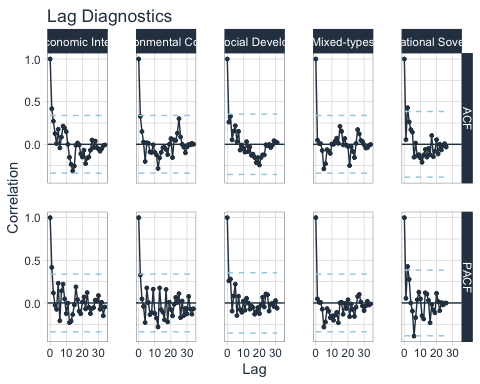 Lag Diagnostics
conomic Inte
onmental Co
ocial Develo
Mixed-types
ational Sove
1.0
0.5
0.0
ACF
1.0
0.5
0.0
PACF
Correlation
0 10 20 30 0 10 20 30 0 10 20 30 0 10 20 30 0 10 20 30
Lag